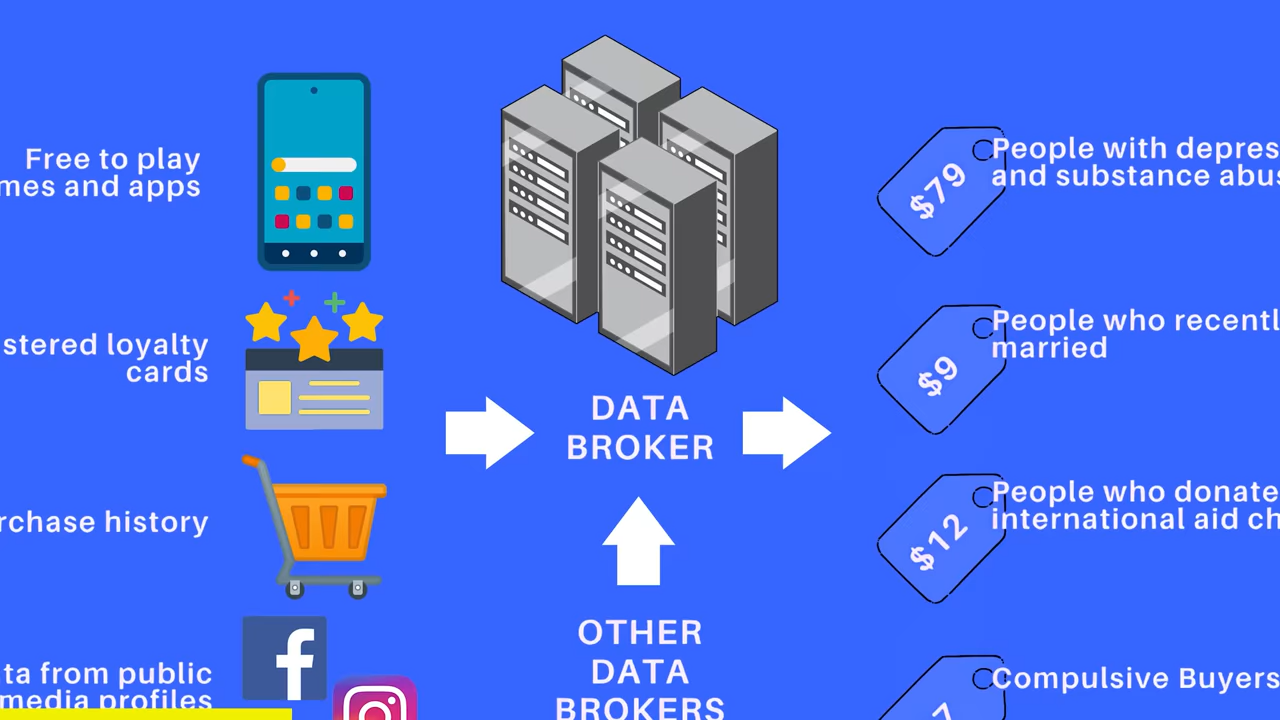 Free to play
mes and apps
stered loyalty
cards
rchase history
ta from public
media profiles
DATA
BROKER
OTHER
DATA
BROKERS
$79
People with depres
and substance abus
$9
People who recentl
married
$12
People who donate
international aid ch
7
Compulsive Buyers